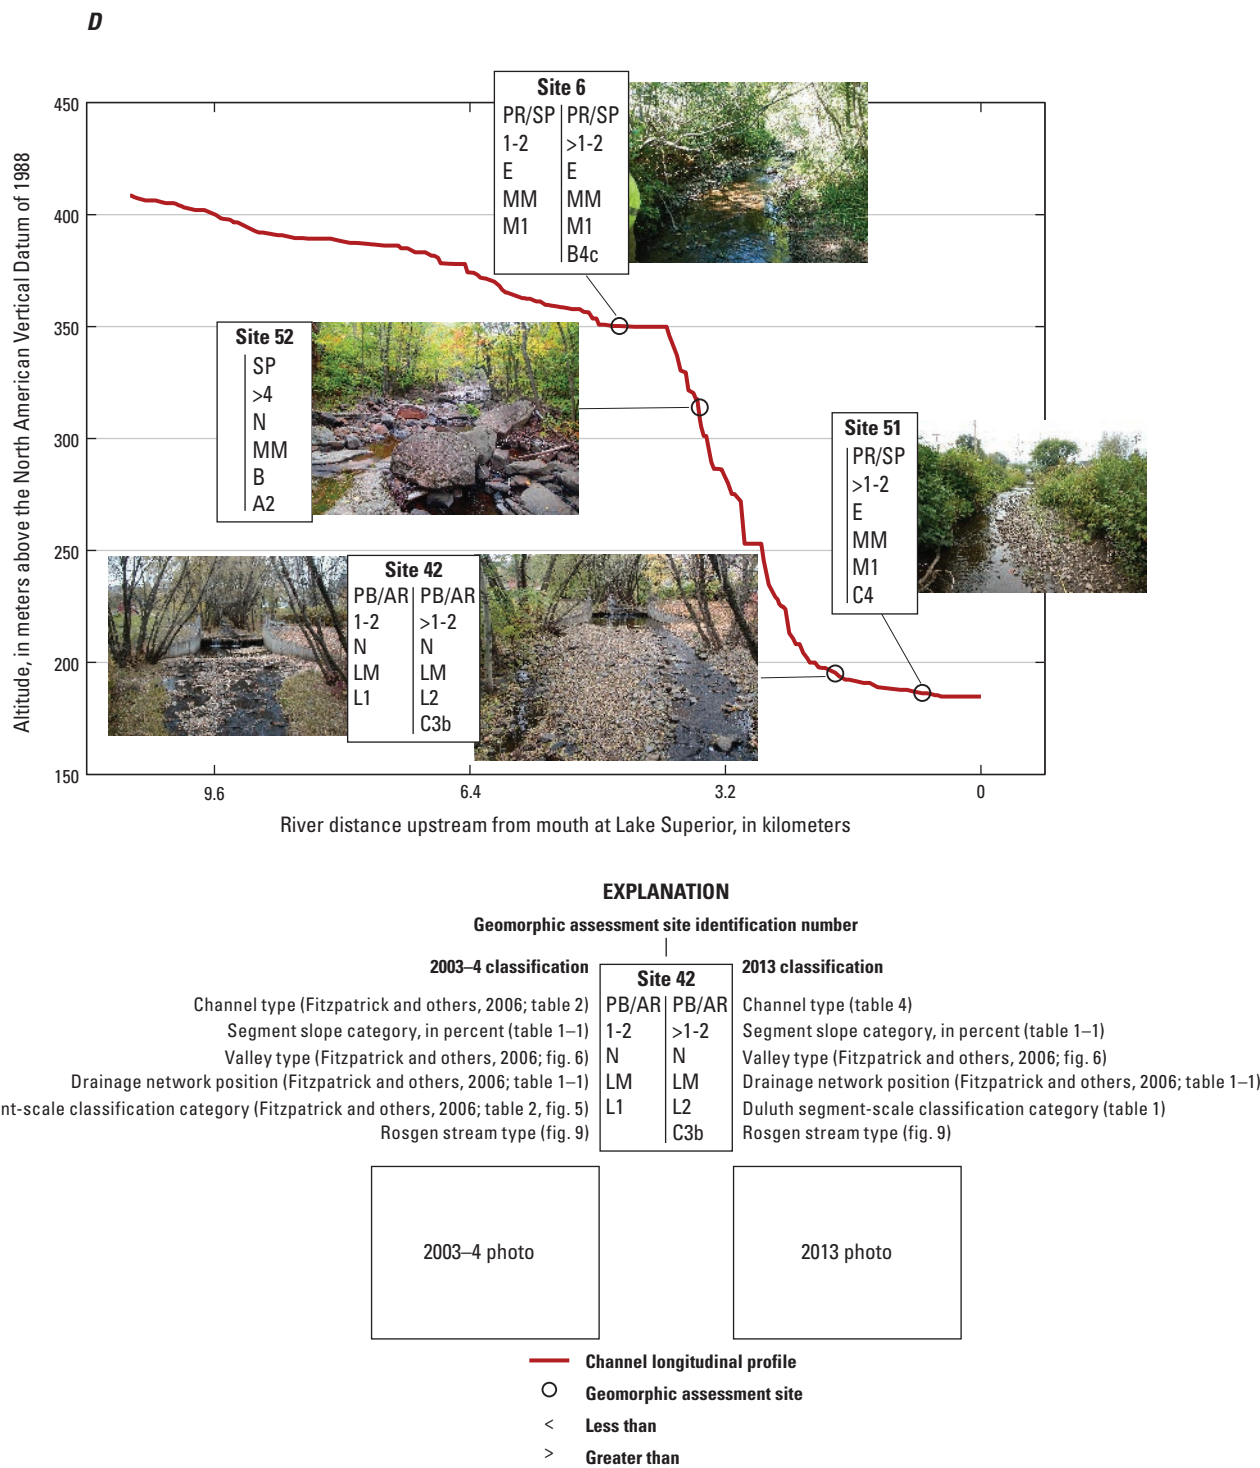 D
Altitude, in meters above the North American Vertical Datum of 1988
450
400
350
300
250
200
150
Site 6
PR/SP PR/SP
1-2 >1-2
E E
MM MM
M1 M1
B4c
Site 52
SP
>4
N
MM
B
A2
Site 51
PR/SP
>1-2
E
MM
M1
C4
Site 42
PB/AR PB/AR
1-2 >1-2
N N
LM LM
L1 L2
C3b
9.6 6.4 3.2 0
River distance upstream from mouth at Lake Superior, in kilometers
EXPLANATION
Geomorphic assessment site identification number
2003–4 classification Site 42 2013 classification
Channel type (Fitzpatrick and others, 2006; table 2) PB/AR PB/AR Channel type (table 4)
Segment slope category, in percent (table 1–1) 1-2 >1-2 Segment slope category, in percent (table 1–1)
Valley type (Fitzpatrick and others, 2006; fig. 6) N N Valley type (Fitzpatrick and others, 2006; fig. 6)
Drainage network position (Fitzpatrick and others, 2006; table 1–1) LM LM Drainage network position (Fitzpatrick and others, 2006; table 1–1)
nt-scale classification category (Fitzpatrick and others, 2006; table 2, fig. 5) L1 L2 Duluth segment-scale classification category (table 1)
Rosgen stream type (fig. 9) C3b Rosgen stream type (fig. 9)
2003–4 photo 2013 photo
Channel longitudinal profile
Geomorphic assessment site
< Less than
> Greater than